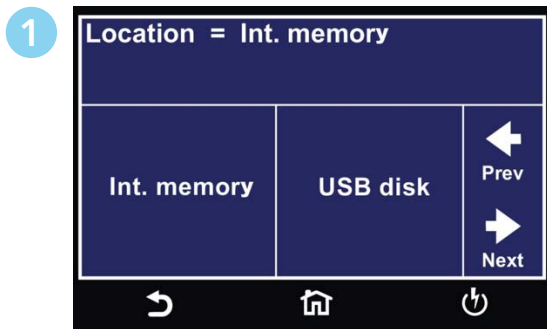 1
Location = Int. memory
Int. memory
USB disk
Prev
Next